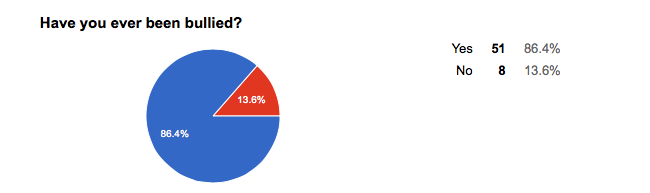 Have you ever been bullied?
Yes 51 86.4%
No 8 13.6%
13.6%
86.4%